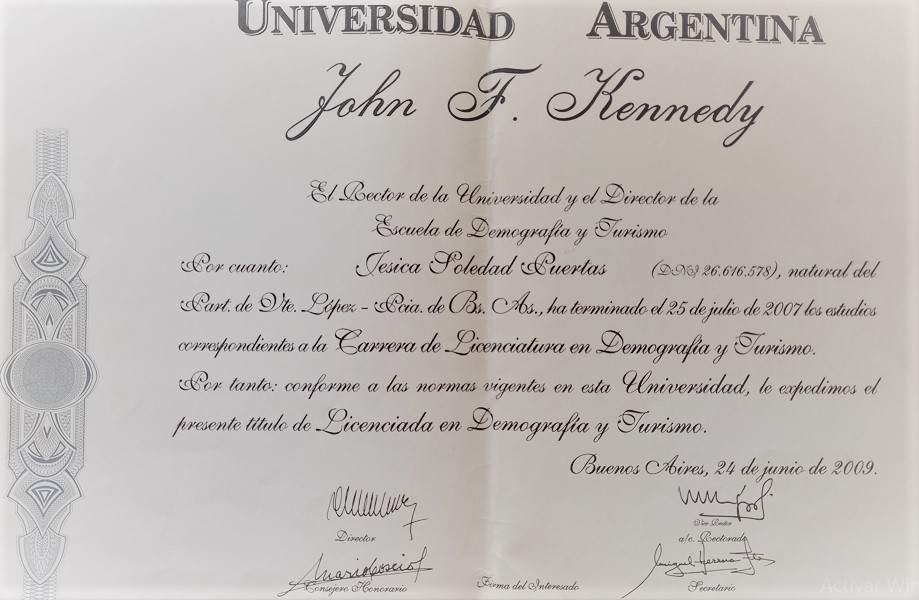 UNIVERSIDAD ARGENTINA
John F. Kennedy
El Rector de la Universidad y el Director de la
Escuela de Demografía y Turismo
Por cuanto: Jesica Soledad Puertas (DNI 26.616.578), natural del
Part. de Vte. López - Pcia. de Bs. As., ha terminado el 25 de julio de 2007 los estudios
correspondientes a la Carrera de Licenciatura en Demografía y Turismo.
Por tanto: conforme a las normas vigentes en esta Universidad, le expedimos el
presente título de Licenciada en Demografía y Turismo.
Buenos Aires, 24 de junio de 2009.
Vice Rector
Director a/c. Rectorado
Consejero Honorario Firma del Interesado Secretario